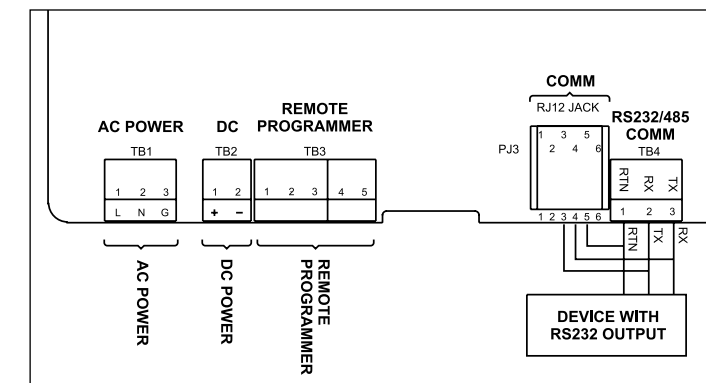 COMM
RJ12 JACK
REMOTE
PROGRAMMER
AC POWER
DC
RS232/485
COMM
TB1
TB2
TB3
PJ3
TB4
1 3 5
2 4 6
RTN RX TX
1 2 3
1 2
1 2 3 4 5
L N G
+ −
1 2 3 4 5 6
1 2 3
RTN TX RX
AC POWER
DC POWER
REMOTE
PROGRAMMER
DEVICE WITH
RS232 OUTPUT